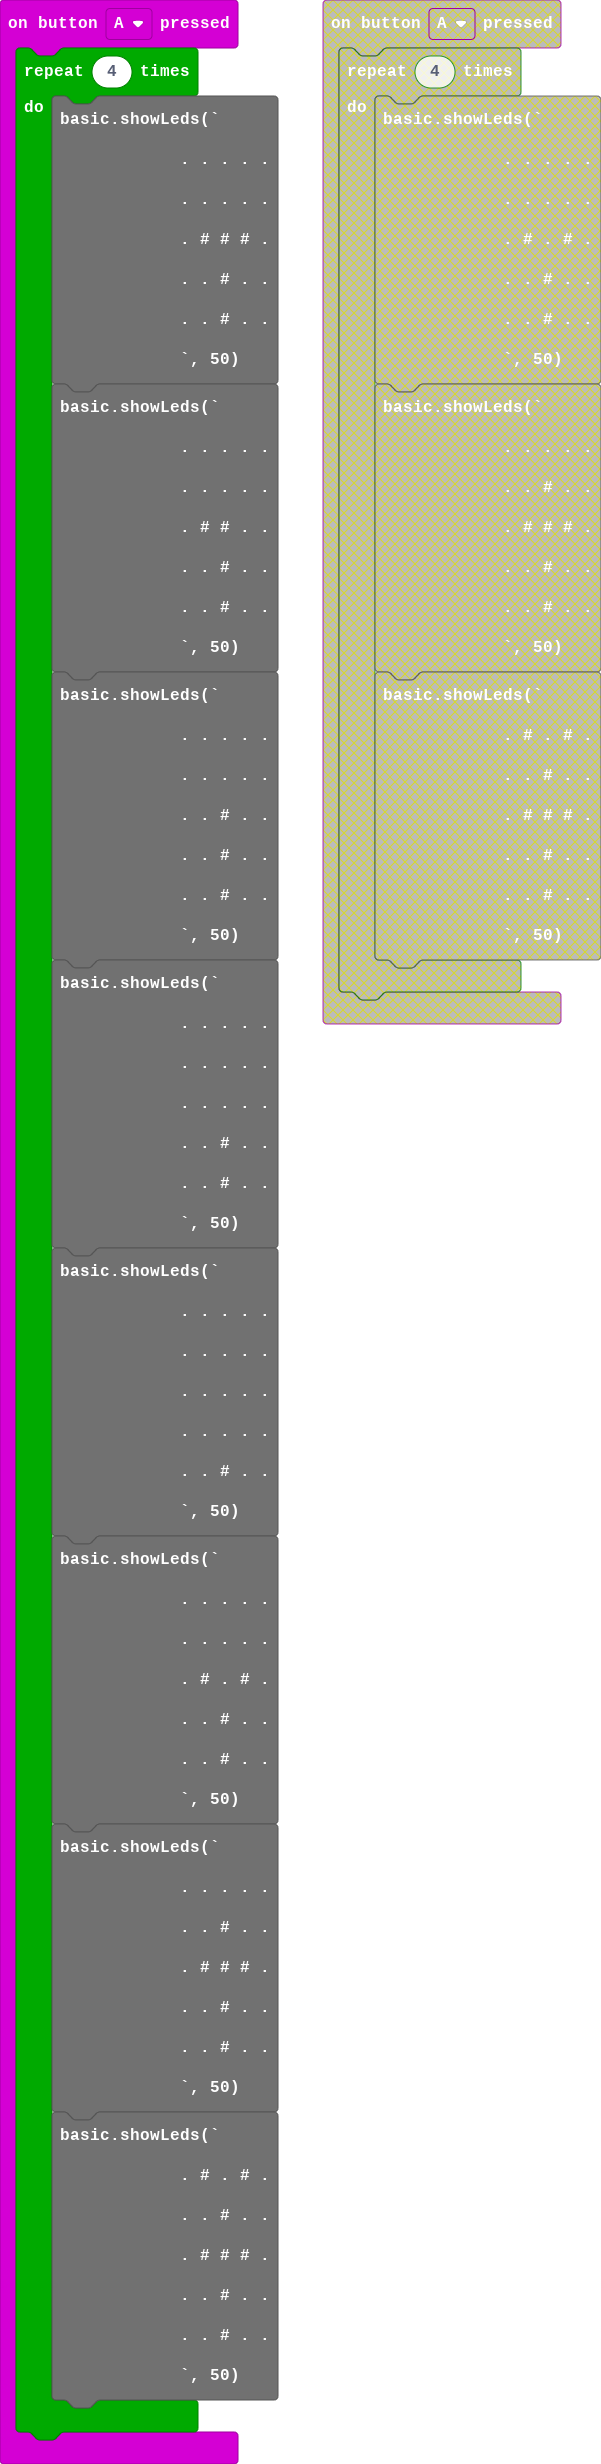 on button A pressed
repeat 4 times
do
basic.showLeds(`
. . . . .
. . . . .
. # # # .
. . # . .
. . # . .
`, 50)
basic.showLeds(`
. . . . .
. . . . .
. # # . .
. . # . .
. . # . .
`, 50)
basic.showLeds(`
. . . . .
. . . . .
. . # . .
. . # . .
. . # . .
`, 50)
basic.showLeds(`
. . . . .
. . . . .
. . . . .
. . # . .
. . # . .
`, 50)
basic.showLeds(`
. . . . .
. . . . .
. . . . .
. . . . .
. . # . .
`, 50)
basic.showLeds(`
. . . . .
. . . . .
. # . # .
. . # . .
. . # . .
`, 50)
basic.showLeds(`
. . . . .
. . # . .
. # # # .
. . # . .
. . # . .
`, 50)
basic.showLeds(`
. # . # .
. . # . .
. # # # .
. . # . .
. . # . .
`, 50)
on button A pressed
repeat 4 times
do
basic.showLeds(`
. . . . .
. . . . .
. # . # .
. . # . .
. . # . .
`, 50)
basic.showLeds(`
. . . . .
. . # . .
. # # # .
. . # . .
. . # . .
`, 50)
basic.showLeds(`
. # . # .
. . # . .
. # # # .
. . # . .
. . # . .
`, 50)